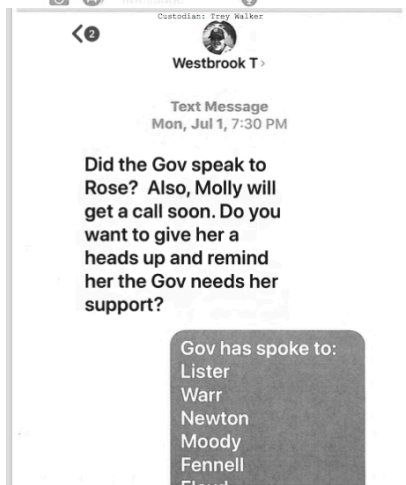 Custodian: Trey Walker
2
Westbrook T
Text Message
Mon, Jul 1, 7:30 PM
Did the Gov speak to
Rose? Also, Molly will
get a call soon. Do you
want to give her a
heads up and remind
her the Gov needs her
support?
Gov has spoke to:
Lister
Warr
Newton
Moody
Fennell